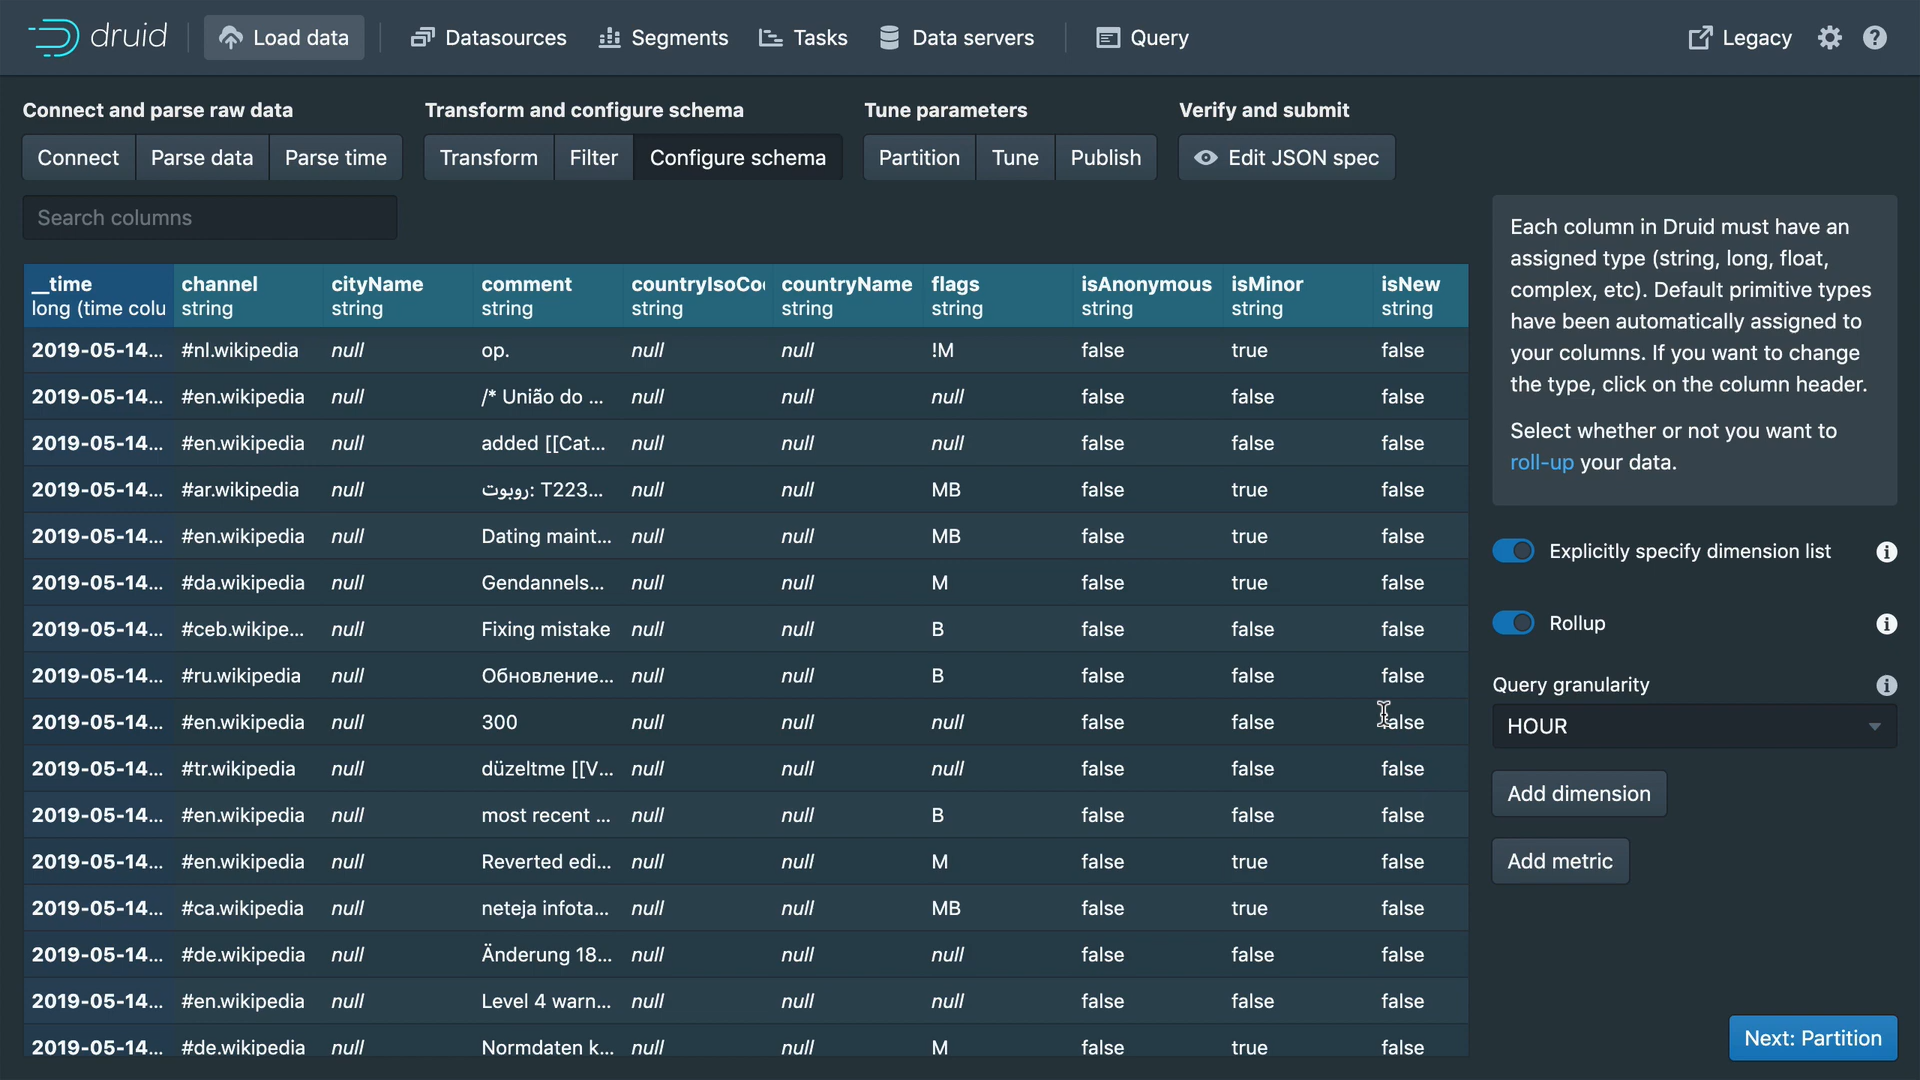 druid
Load data
Datasources
Segments
Tasks
Data servers
Query
Legacy
Connect and parse raw data
Transform and configure schema
Tune parameters
Verify and submit
Connect
Parse data
Parse time
Transform
Filter
Configure schema
Partition
Tune
Publish
Edit JSON spec
Search columns
__time channel cityName comment countryIsoCo countryName flags isAnonymous isMinor isNew
long (time colu string string string string string string string string string
2019-05-14... #nl.wikipedia null op. null null !M false true false
2019-05-14... #en.wikipedia null /* União do ... null null null false false false
2019-05-14... #en.wikipedia null added [[Cat... null null null false false false
2019-05-14... #ar.wikipedia null روبوت: T223... null null MB false true false
2019-05-14... #en.wikipedia null Dating maint... null null MB false true false
2019-05-14... #da.wikipedia null Gendannels... null null M false true false
2019-05-14... #ceb.wikipe... null Fixing mistake null null B false false false
2019-05-14... #ru.wikipedia null Обновление... null null B false false false
2019-05-14... #en.wikipedia null 300 null null null false false false
2019-05-14... #tr.wikipedia null düzeltme [[V... null null null false false false
2019-05-14... #en.wikipedia null most recent ... null null B false false false
2019-05-14... #en.wikipedia null Reverted edi... null null M false true false
2019-05-14... #ca.wikipedia null neteja infota... null null MB false true false
2019-05-14... #de.wikipedia null Änderung 18... null null null false false false
2019-05-14... #en.wikipedia null Level 4 warn... null null null false false false
2019-05-14... #de.wikipedia null Normdaten k... null null M false true false
Each column in Druid must have an
assigned type (string, long, float,
complex, etc). Default primitive types
have been automatically assigned to
your columns. If you want to change
the type, click on the column header.
Select whether or not you want to
roll-up your data.
Explicitly specify dimension list
Rollup
Query granularity
HOUR
Add dimension
Add metric
Next: Partition